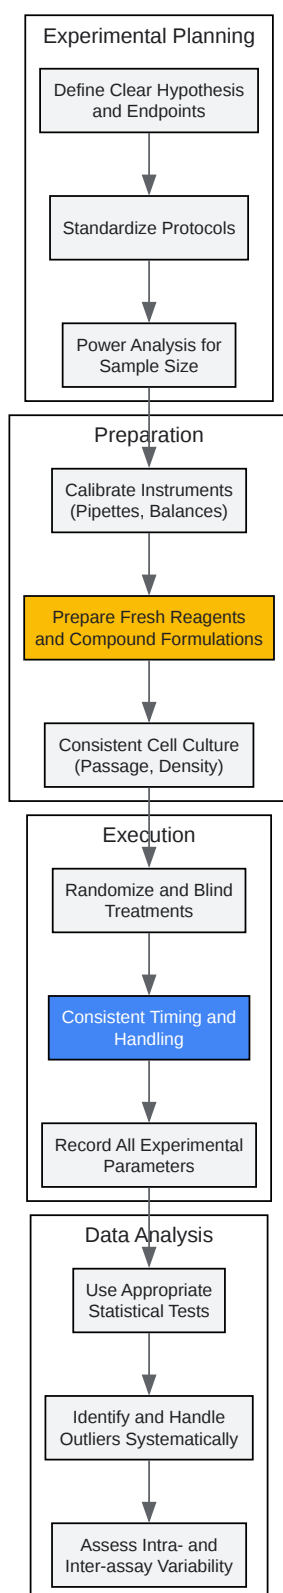 Experimental Planning
Define Clear Hypothesis
and Endpoints
Standardize Protocols
Power Analysis for
Sample Size
Preparation
Calibrate Instruments
(Pipettes, Balances)
Prepare Fresh Reagents
and Compound Formulations
Consistent Cell Culture
(Passage, Density)
Execution
Randomize and Blind
Treatments
Consistent Timing and
Handling
Record All Experimental
Parameters
Data Analysis
Use Appropriate
Statistical Tests
Identify and Handle
Outliers Systematically
Assess Intra- and
Inter-assay Variability